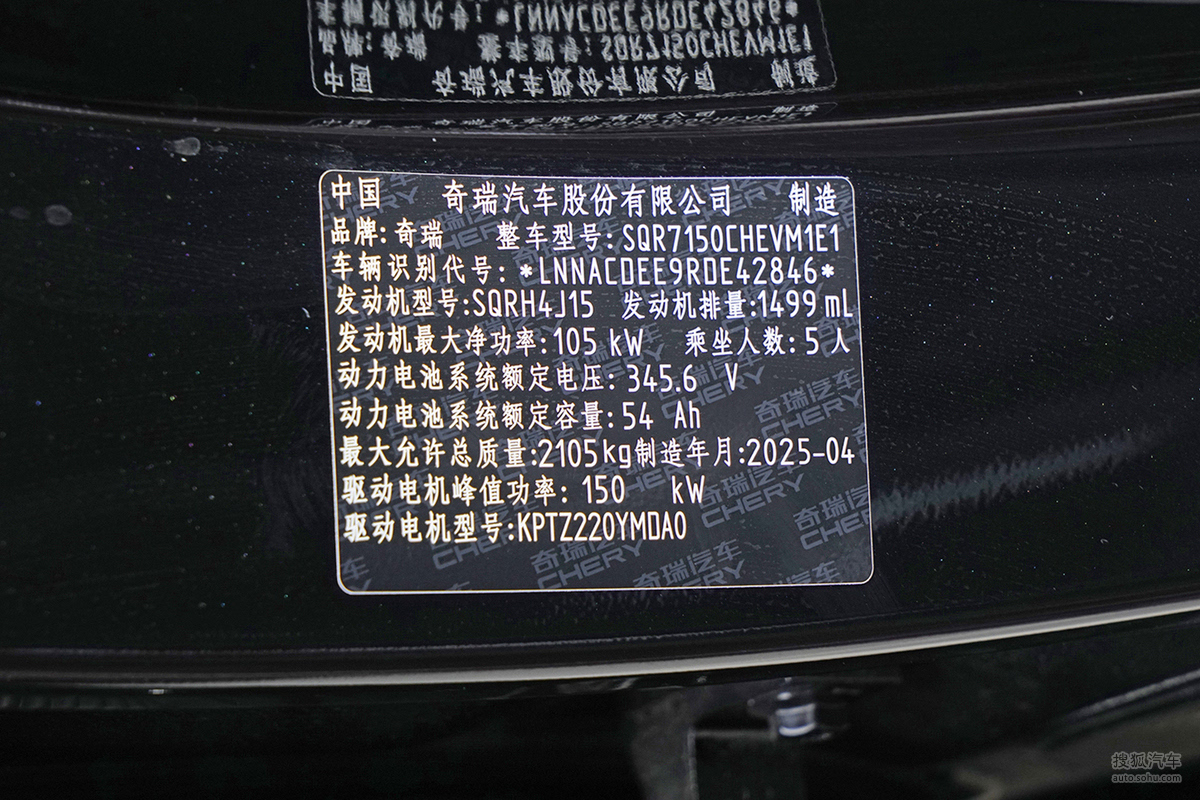 中国 奇瑞汽车股份有限公司 制造
品牌:奇瑞 整车型号:SQR7150CHEVM1E1
车辆识别代号:*LNNACDEE9RDE42846*
发动机型号:SQRH4J15 发动机排量:1499mL
发动机最大净功率:105 kW 乘坐人数:5人
动力电池系统额定电压:345.6 V
动力电池系统额定容量:54 Ah
最大允许总质量:2105kg制造年月:2025-04
驱动电机峰值功率:150 kW
驱动电机型号:KPTZ220YMDA0
奇瑞汽车
CHERY
搜狐汽车
auto.sohu.com